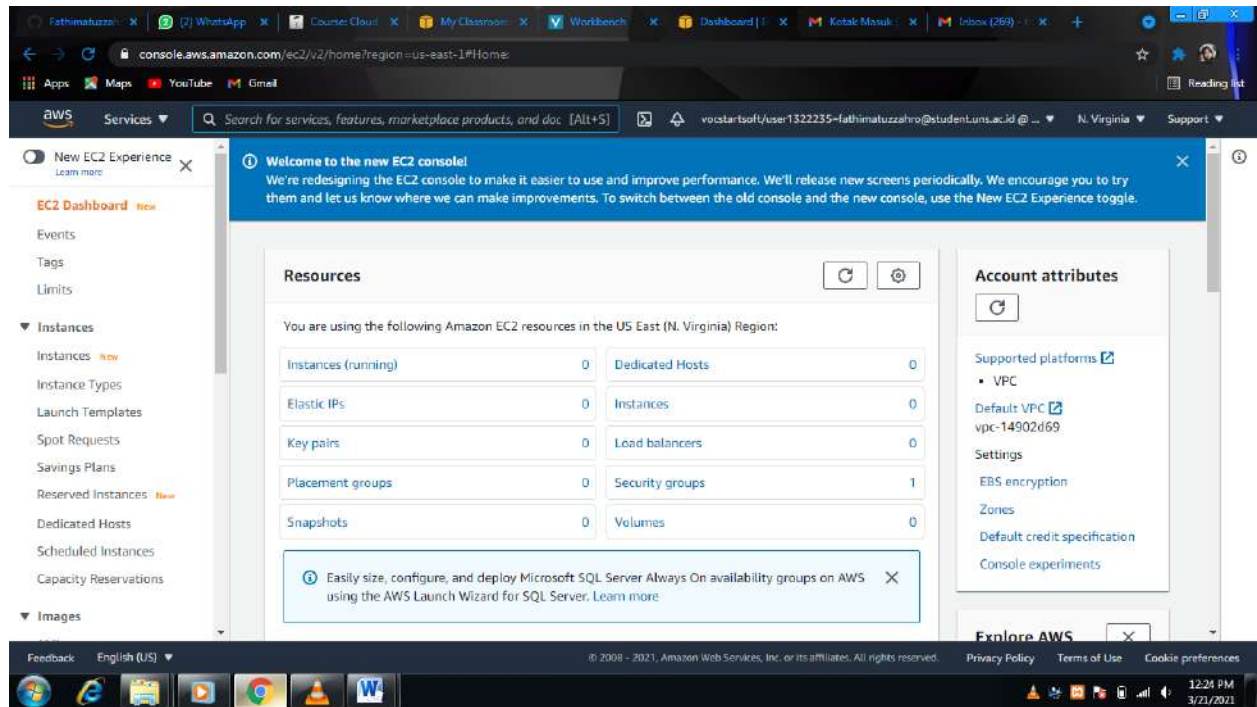 Fathimatuzzah
(2) WhatsApp
Course: Cloud
My Classroom
Workbench
Dashboard |
Kotak Masuk
Inbox (269) -
console.aws.amazon.com/ec2/v2/home?region=us-east-1#Home:
Apps Maps YouTube Gmail
Reading list
aws
Services ▼
Search for services, features, marketplace products, and doc [Alt+S]
vocstartsoft/user1322235=fathimatuzzahro@student.uns.ac.id @ ... ▼
N. Virginia ▼
Support ▼
New EC2 Experience
Learn more
EC2 Dashboard New
Events
Tags
Limits
Instances
Instances New
Instance Types
Launch Templates
Spot Requests
Savings Plans
Reserved Instances New
Dedicated Hosts
Scheduled Instances
Capacity Reservations
Images
Welcome to the new EC2 console!
We're redesigning the EC2 console to make it easier to use and improve performance. We'll release new screens periodically. We encourage you to try
them and let us know where we can make improvements. To switch between the old console and the new console, use the New EC2 Experience toggle.
Resources
You are using the following Amazon EC2 resources in the US East (N. Virginia) Region:
Instances (running) 0 Dedicated Hosts 0
Elastic IPs 0 Instances 0
Key pairs 0 Load balancers 0
Placement groups 0 Security groups 1
Snapshots 0 Volumes 0
Easily size, configure, and deploy Microsoft SQL Server Always On availability groups on AWS
using the AWS Launch Wizard for SQL Server. Learn more
Account attributes
Supported platforms
• VPC
Default VPC
vpc-14902d69
Settings
EBS encryption
Zones
Default credit specification
Console experiments
Explore AWS
Feedback English (US) ▼
© 2008 - 2021, Amazon Web Services, Inc. or its affiliates. All rights reserved.
Privacy Policy Terms of Use Cookie preferences
12:24 PM
3/21/2021